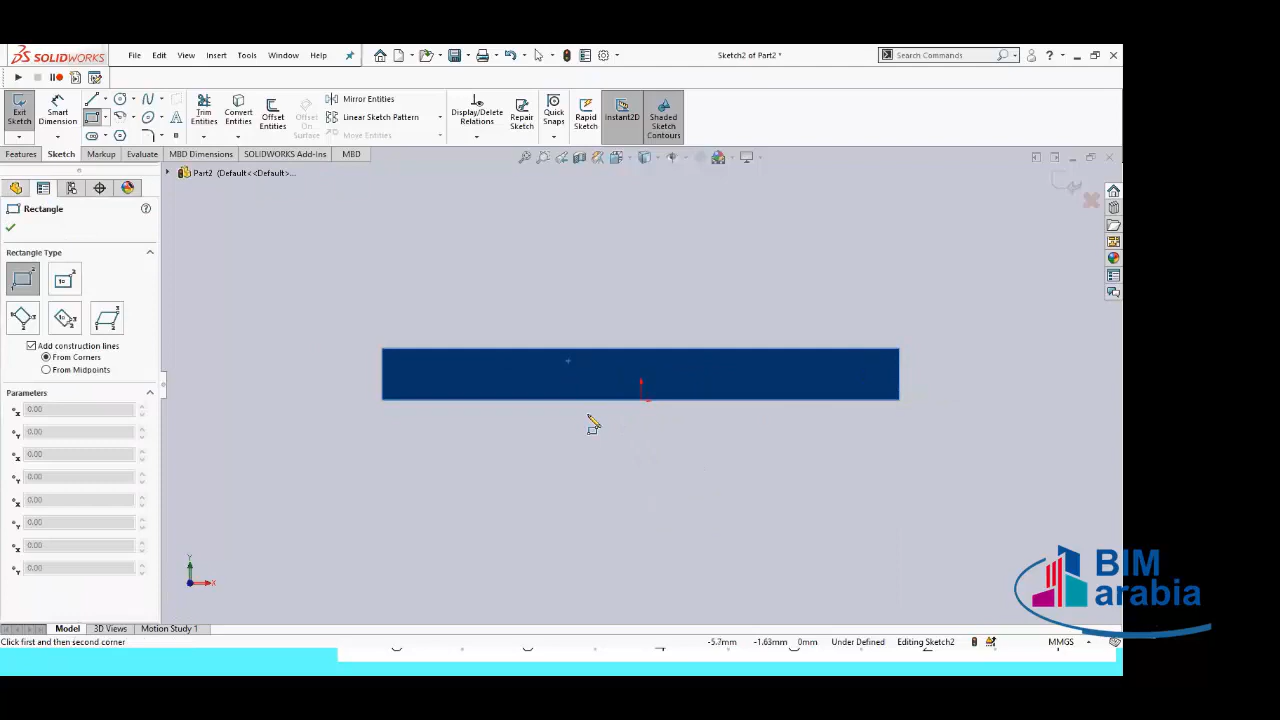 SOLIDWORKS File Edit View Insert Tools Window Help Sketch2 of Part2 * Search Commands
Exit Sketch Smart Dimension Trim Entities Convert Entities Offset Entities Offset On Surface Mirror Entities Linear Sketch Pattern Move Entities Display/Delete Relations Repair Sketch Quick Snaps Rapid Sketch Instant2D Shaded Sketch Contours
Features Sketch Markup Evaluate MBD Dimensions SOLIDWORKS Add-Ins MBD
Part2 (Default<<Default>...
Rectangle
Rectangle Type
Add construction lines
From Corners
From Midpoints
Parameters
0.00
0.00
0.00
0.00
0.00
0.00
0.00
0.00
Y
X
BIM
arabia
Model 3D Views Motion Study 1
Click first and then second corner -5.7mm -1.63mm 0mm Under Defined Editing Sketch2 MMGS